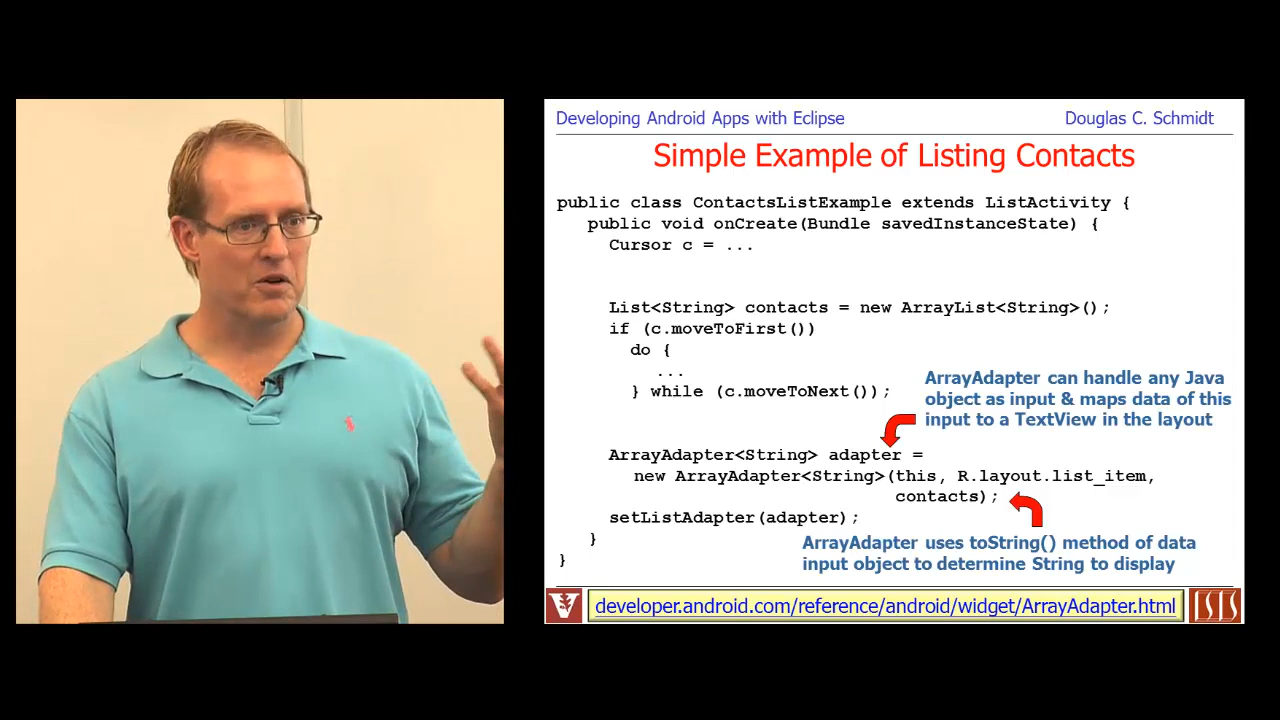 Developing Android Apps with Eclipse
Douglas C. Schmidt
Simple Example of Listing Contacts
public class ContactsListExample extends ListActivity {
public void onCreate(Bundle savedInstanceState) {
Cursor c = ...
List<String> contacts = new ArrayList<String>();
if (c.moveToFirst())
do {
...
} while (c.moveToNext());
ArrayAdapter can handle any Java
object as input & maps data of this
input to a TextView in the layout
ArrayAdapter<String> adapter =
new ArrayAdapter<String>(this, R.layout.list_item,
contacts);
setListAdapter(adapter);
}
}
ArrayAdapter uses toString() method of data
input object to determine String to display
developer.android.com/reference/android/widget/ArrayAdapter.html
V
ISIS